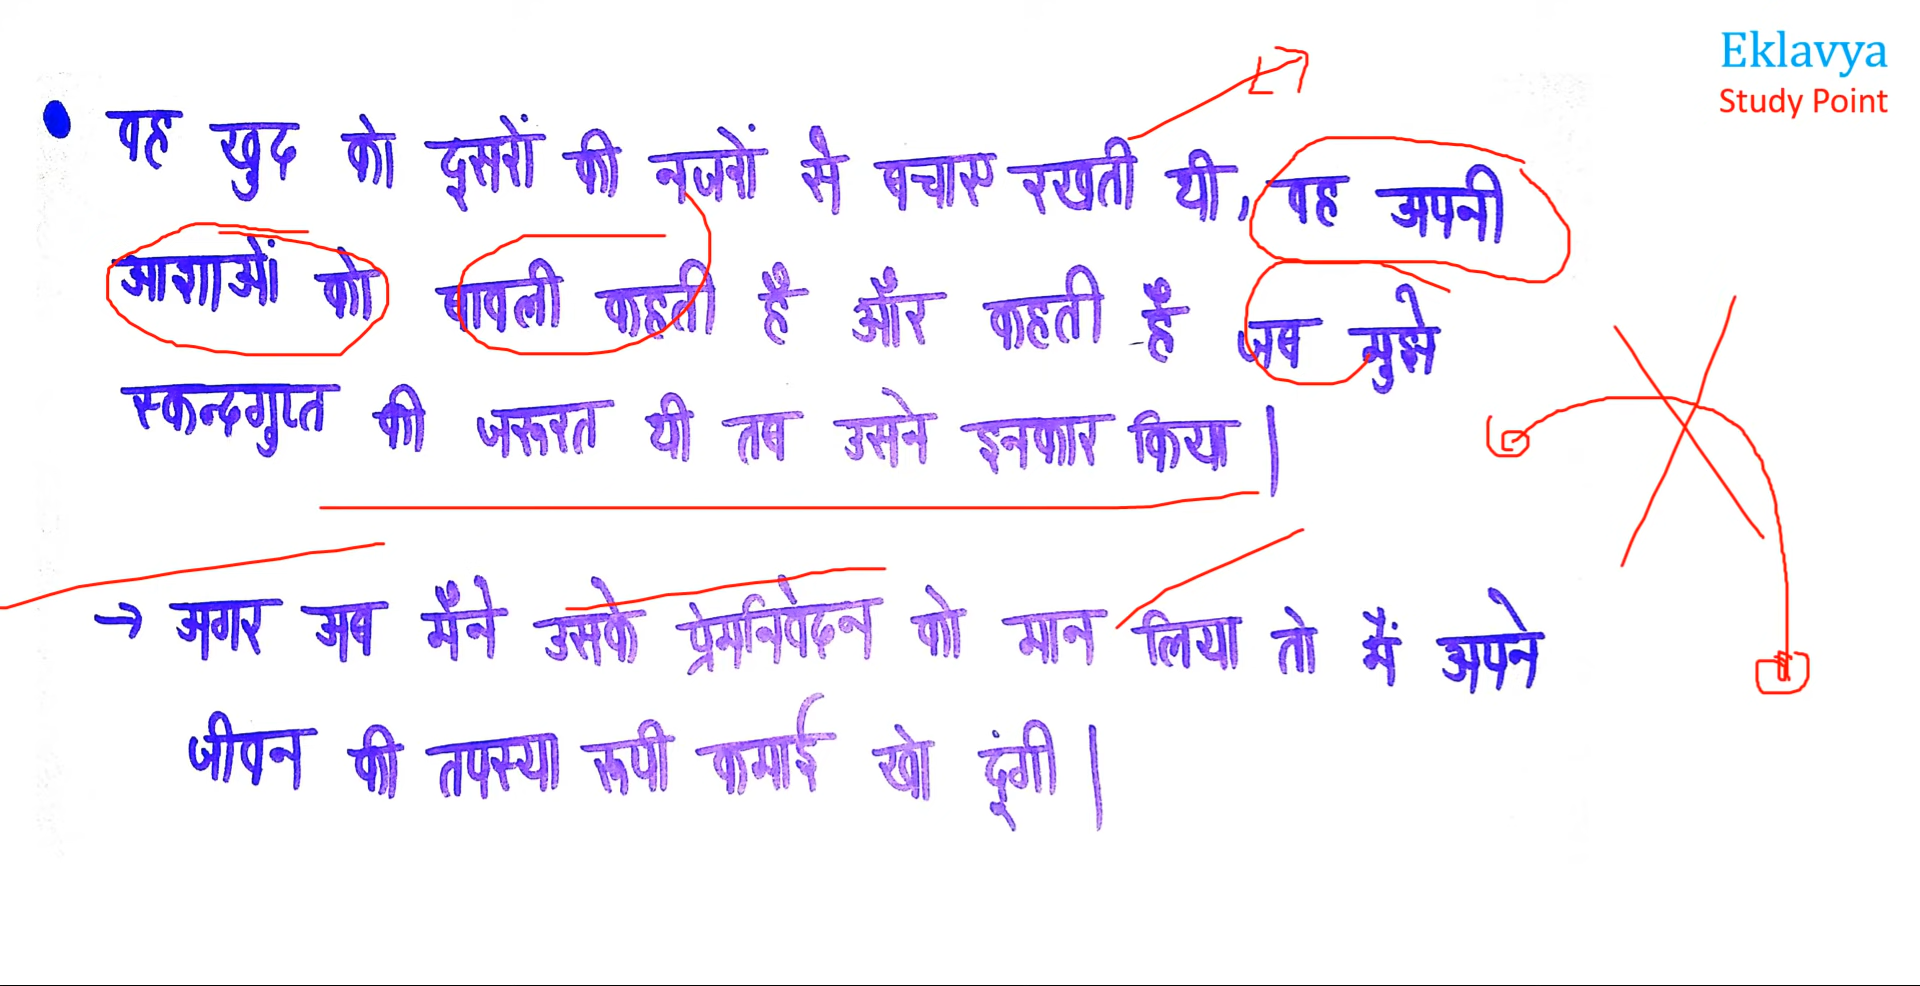 Eklavya
Study Point
• वह खुद को दूसरों की नजरों से बचाए रखती थी, वह अपनी
आशाओं को बावली कहती है और कहती है जब मुझे
स्कन्दगुप्त की जरूरत थी तब उसने इनकार किया |
→ अगर अब मैंने उसके प्रेमनिवेदन को मान लिया तो मैं अपने
जीवन की तपस्या रूपी कमाई खो दूंगी |